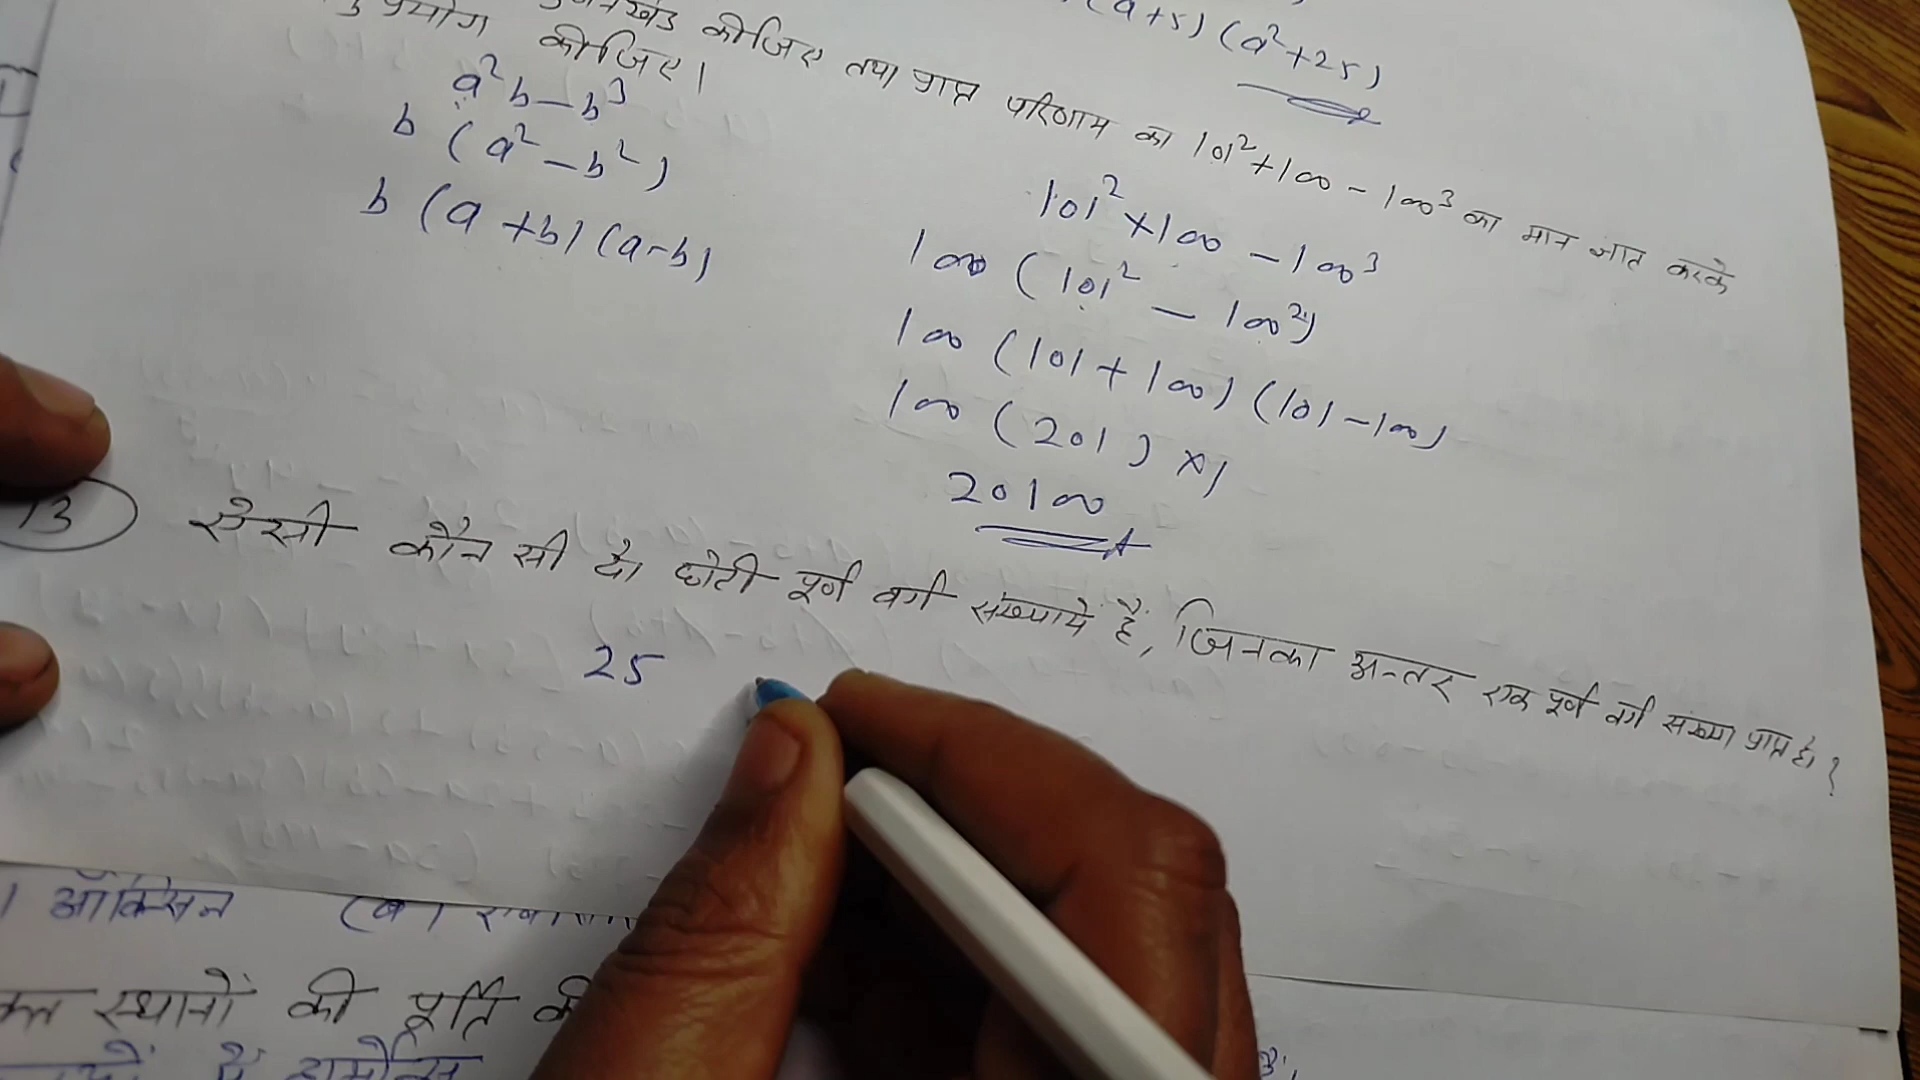 (a+5) (a²+25)
गुणनखंड कीजिए तथा प्राप्त परिणाम का 101²+100-100³ का मान ज्ञात करके
उपयोग कीजिए।
a²b-b³
b (a²-b²)
b (a+b) (a-b)
101²×100-100³
100 (101²-100²)
100 (101+100) (101-100)
100 (201) ×1
20100
13 ऐसी कौन सी दो छोटी पूर्ण वर्ग संख्यायें हैं, जिनका अन्तर एक पूर्ण वर्ग संख्या प्राप्त हो?
25
ऑक्सिन (ब)
स्थानों की पूर्ति
में हार्मोन्स